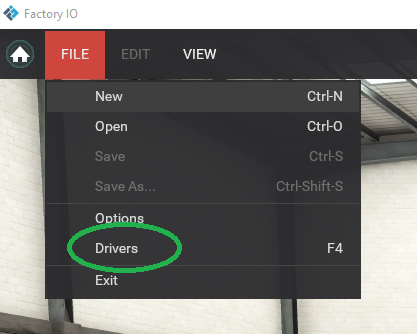 Factory IO
FILE EDIT VIEW
New Ctrl-N
Open Ctrl-O
Save Ctrl-S
Save As... Ctrl-Shift-S
Options
Drivers F4
Exit